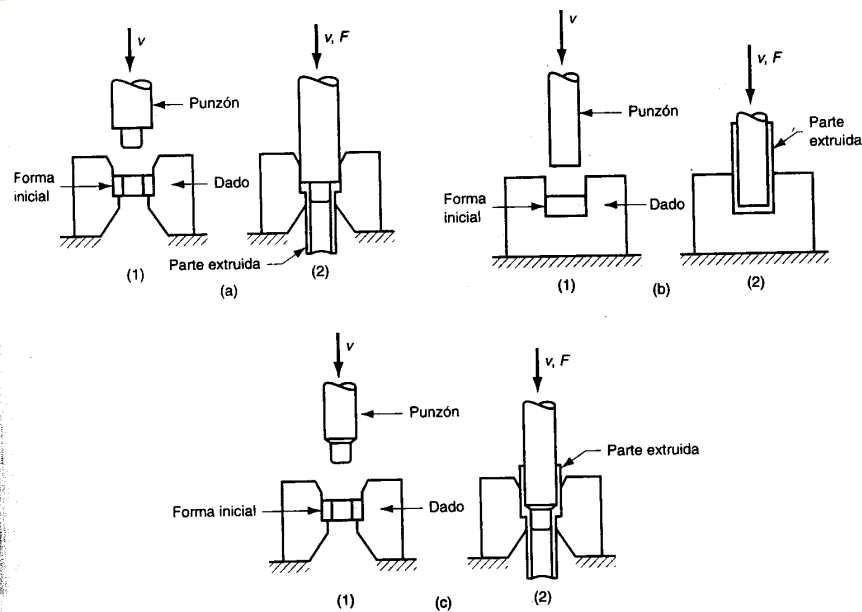 v
v, F
Punzón
Forma
inicial
Dado
Parte extruida
(1)
(2)
(a)
v
v, F
Punzón
Parte
extruida
Forma
inicial
Dado
(1)
(b)
(2)
v
v, F
Punzón
Parte extruida
Forma inicial
Dado
(1)
(c)
(2)